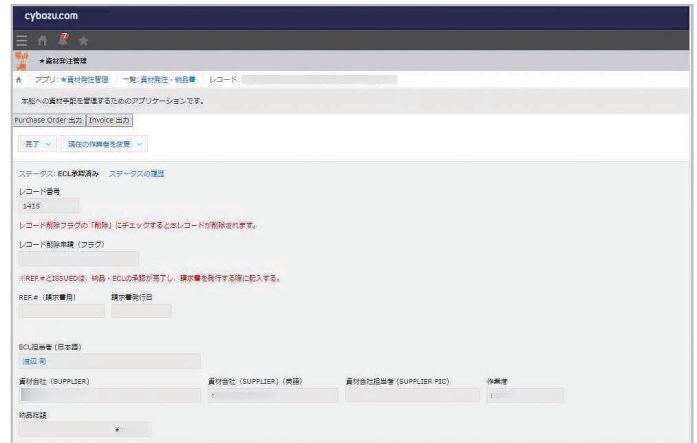 cybozu.com
7
★資材発注管理
アプリ: ★資材発注管理 一覧: 資材発注・納品書 レコード:
本船への資材手配を管理するためのアプリケーションです。
Purchase Order 出力 Invoice 出力
完了 現在の作業者を変更
ステータス: ECL承認済み ステータスの履歴
レコード番号
1415
レコード削除フラグの「削除」にチェックすると本レコードが削除されます。
レコード削除申請（フラグ）
※REF.#とISSUEDは、納品・ECLの承認が完了し、請求書を発行する際に記入する。
REF.#（請求書用） 請求書発行日
ECL担当者 (日本語)
渡辺 司
資材会社（SUPPLIER） 資材会社（SUPPLIER）(英語) 資材会社担当者 (SUPPLIER PIC) 作業者
納品総額
¥